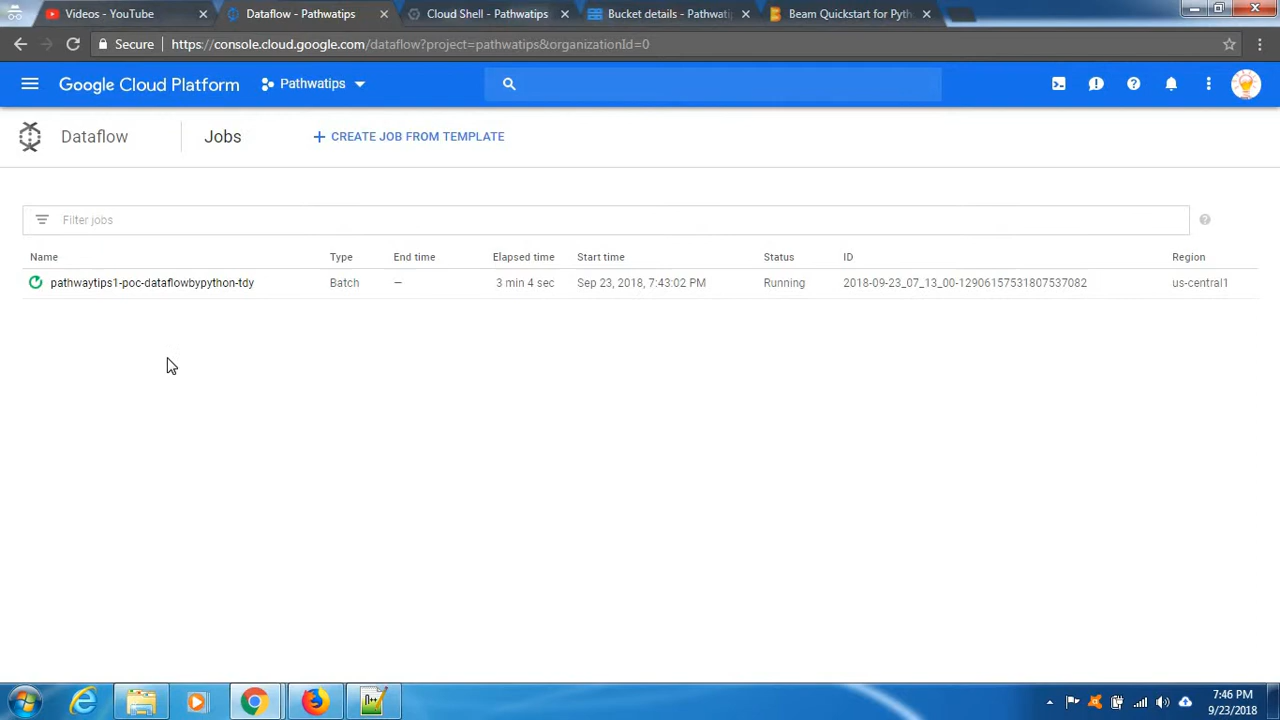 Videos - YouTube
Dataflow - Pathwatips
Cloud Shell - Pathwatips
Bucket details - Pathwati
Beam Quickstart for Pyth
Secure
https://console.cloud.google.com/dataflow?project=pathwatips&organizationId=0
Google Cloud Platform
Pathwatips
Dataflow
Jobs
+ CREATE JOB FROM TEMPLATE
Filter jobs
Name Type End time Elapsed time Start time Status ID Region
pathwaytips1-poc-dataflowbypython-tdy Batch — 3 min 4 sec Sep 23, 2018, 7:43:02 PM Running 2018-09-23_07_13_00-12906157531807537082 us-central1
7:46 PM
9/23/2018